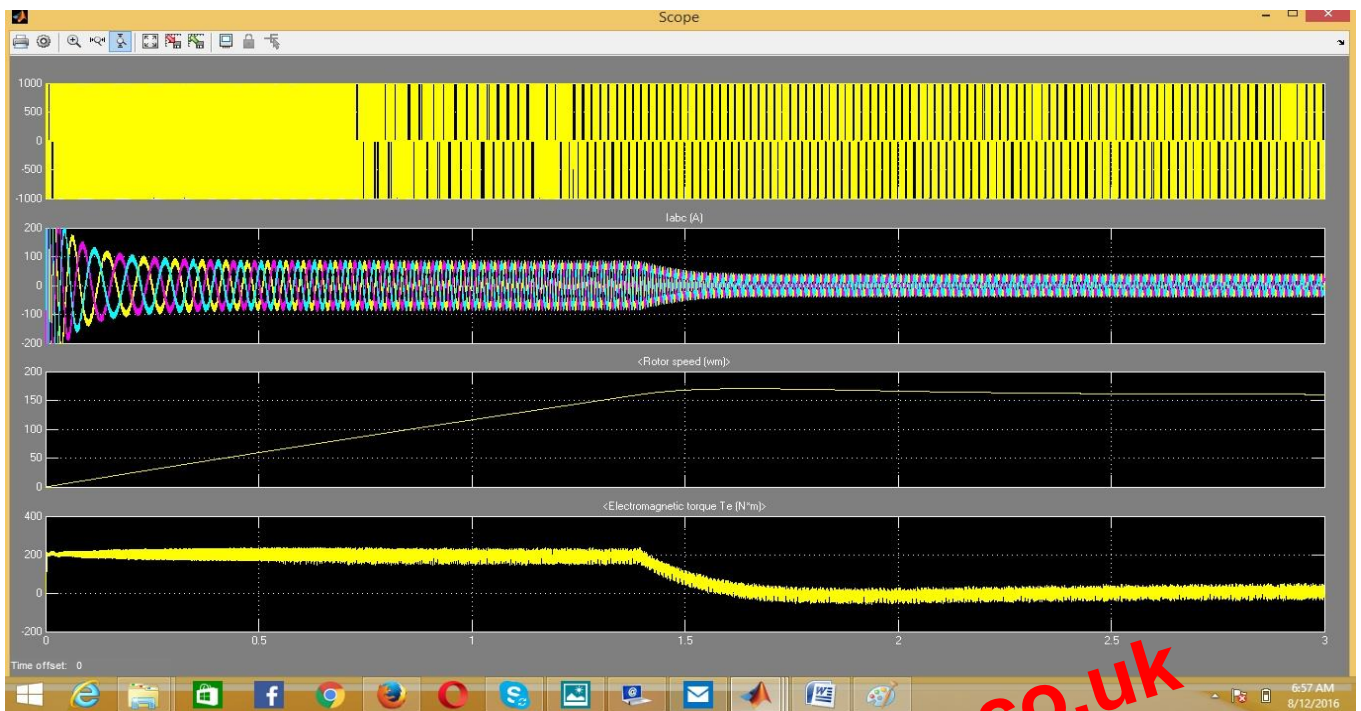 Scope
1000
500
0
-500
-1000
Iabc (A)
200
100
0
-100
-200
<Rotor speed (wm)>
200
150
100
50
0
<Electromagnetic torque Te (N*m)>
400
200
0
-200
0 0.5 1 1.5 2 2.5 3
Time offset: 0
co.uk
6:57 AM
8/12/2016